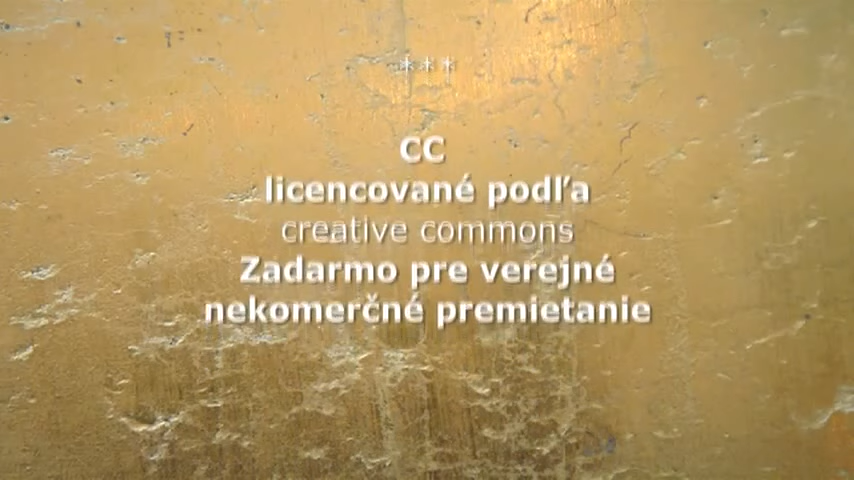 ***
CC
licencované podľa
creative commons
Zadarmo pre verejné
nekomerčné premietanie